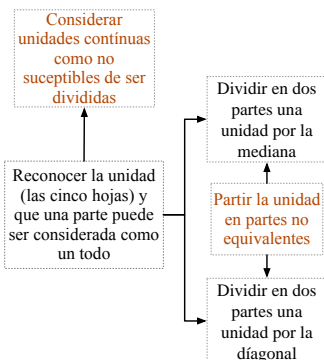 Considerar
unidades contínuas
como no
suceptibles de ser
divididas
Reconocer la unidad
(las cinco hojas) y
que una parte puede
ser considerada como
un todo
Dividir en dos
partes una
unidad por la
mediana
Partir la unidad
en partes no
equivalentes
Dividir en dos
partes una
unidad por la
díagonal